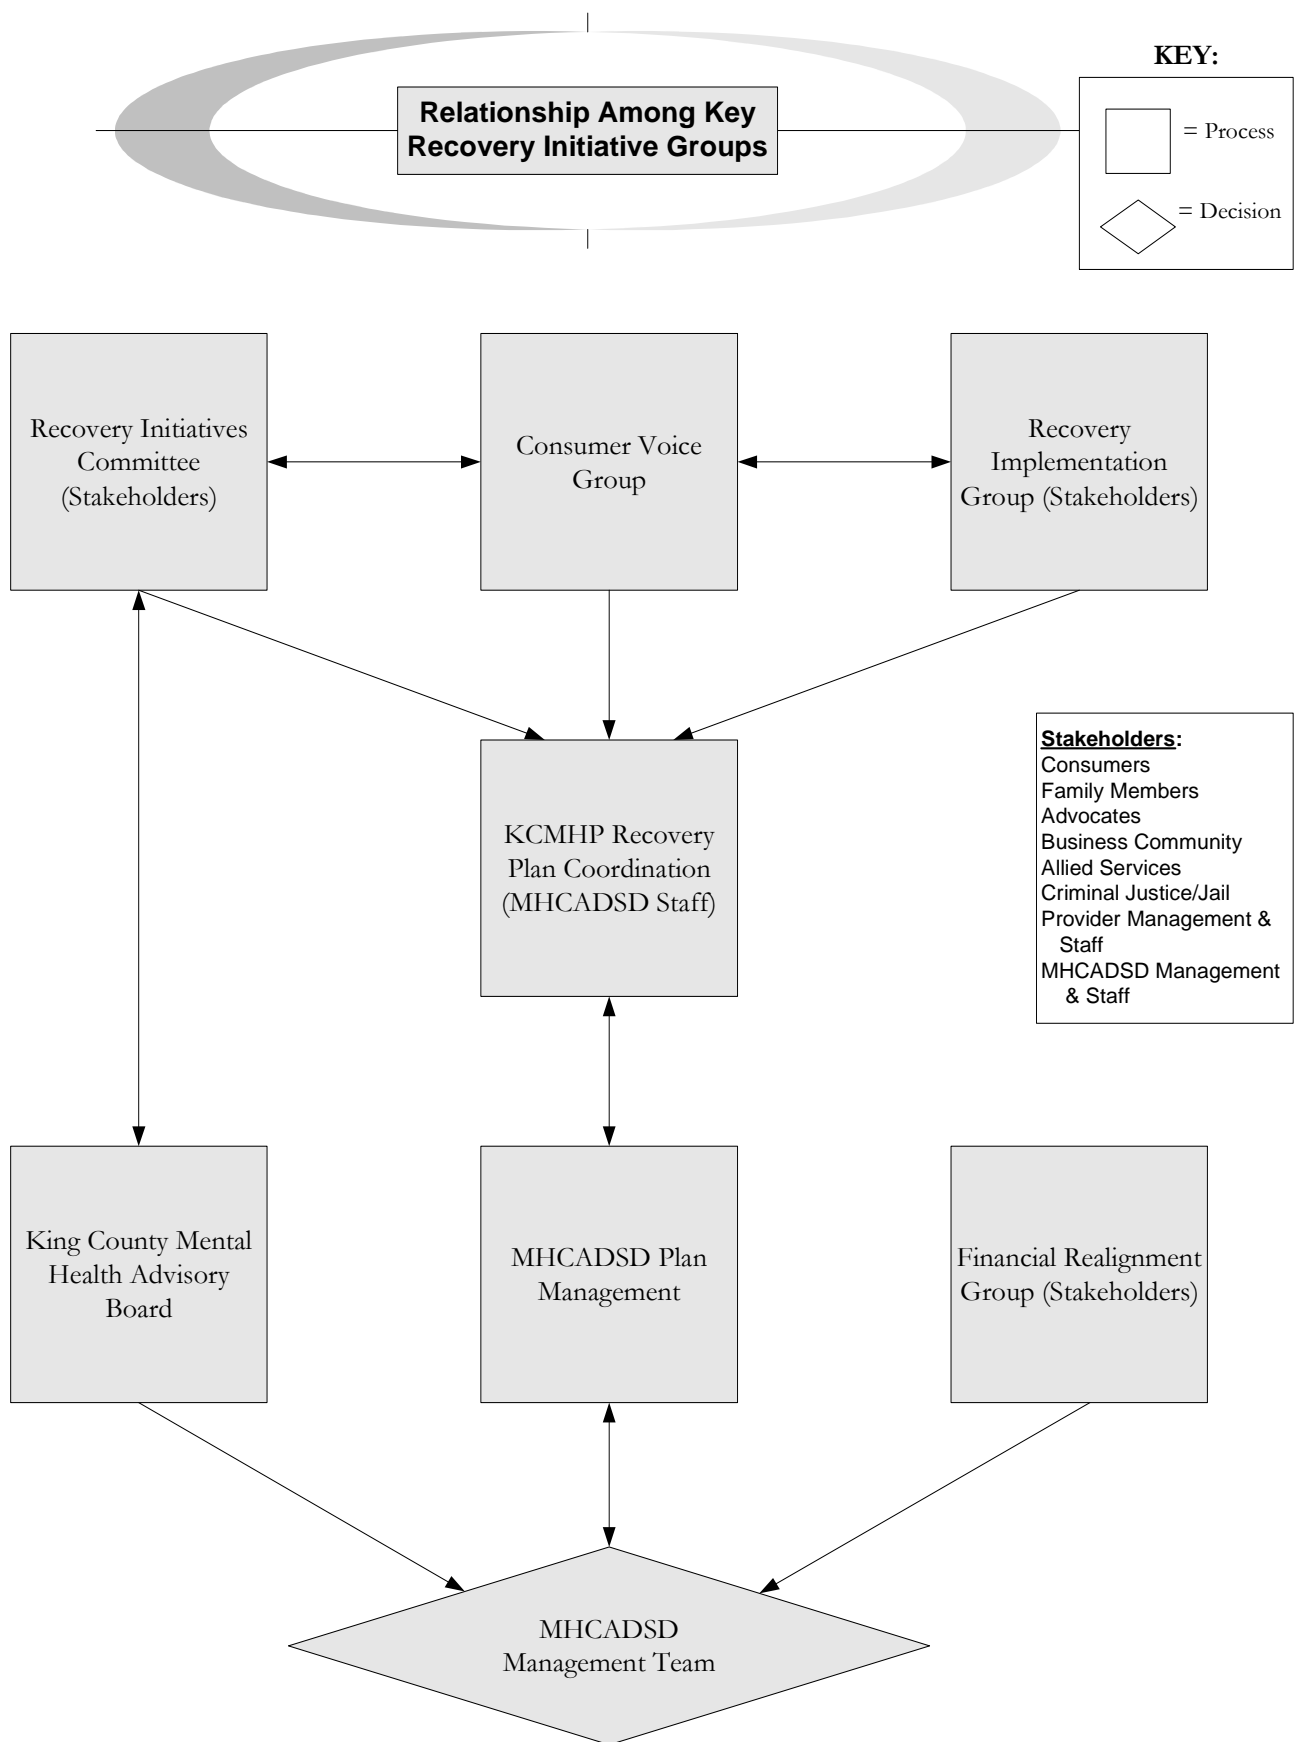 Relationship Among Key
Recovery Initiative Groups
KEY:
= Process
= Decision
Recovery Initiatives
Committee
(Stakeholders)
Consumer Voice
Group
Recovery
Implementation
Group (Stakeholders)
KCMHP Recovery
Plan Coordination
(MHCADSD Staff)
Stakeholders:
Consumers
Family Members
Advocates
Business Community
Allied Services
Criminal Justice/Jail
Provider Management &
Staff
MHCADSD Management
& Staff
King County Mental
Health Advisory
Board
MHCADSD Plan
Management
Financial Realignment
Group (Stakeholders)
MHCADSD
Management Team